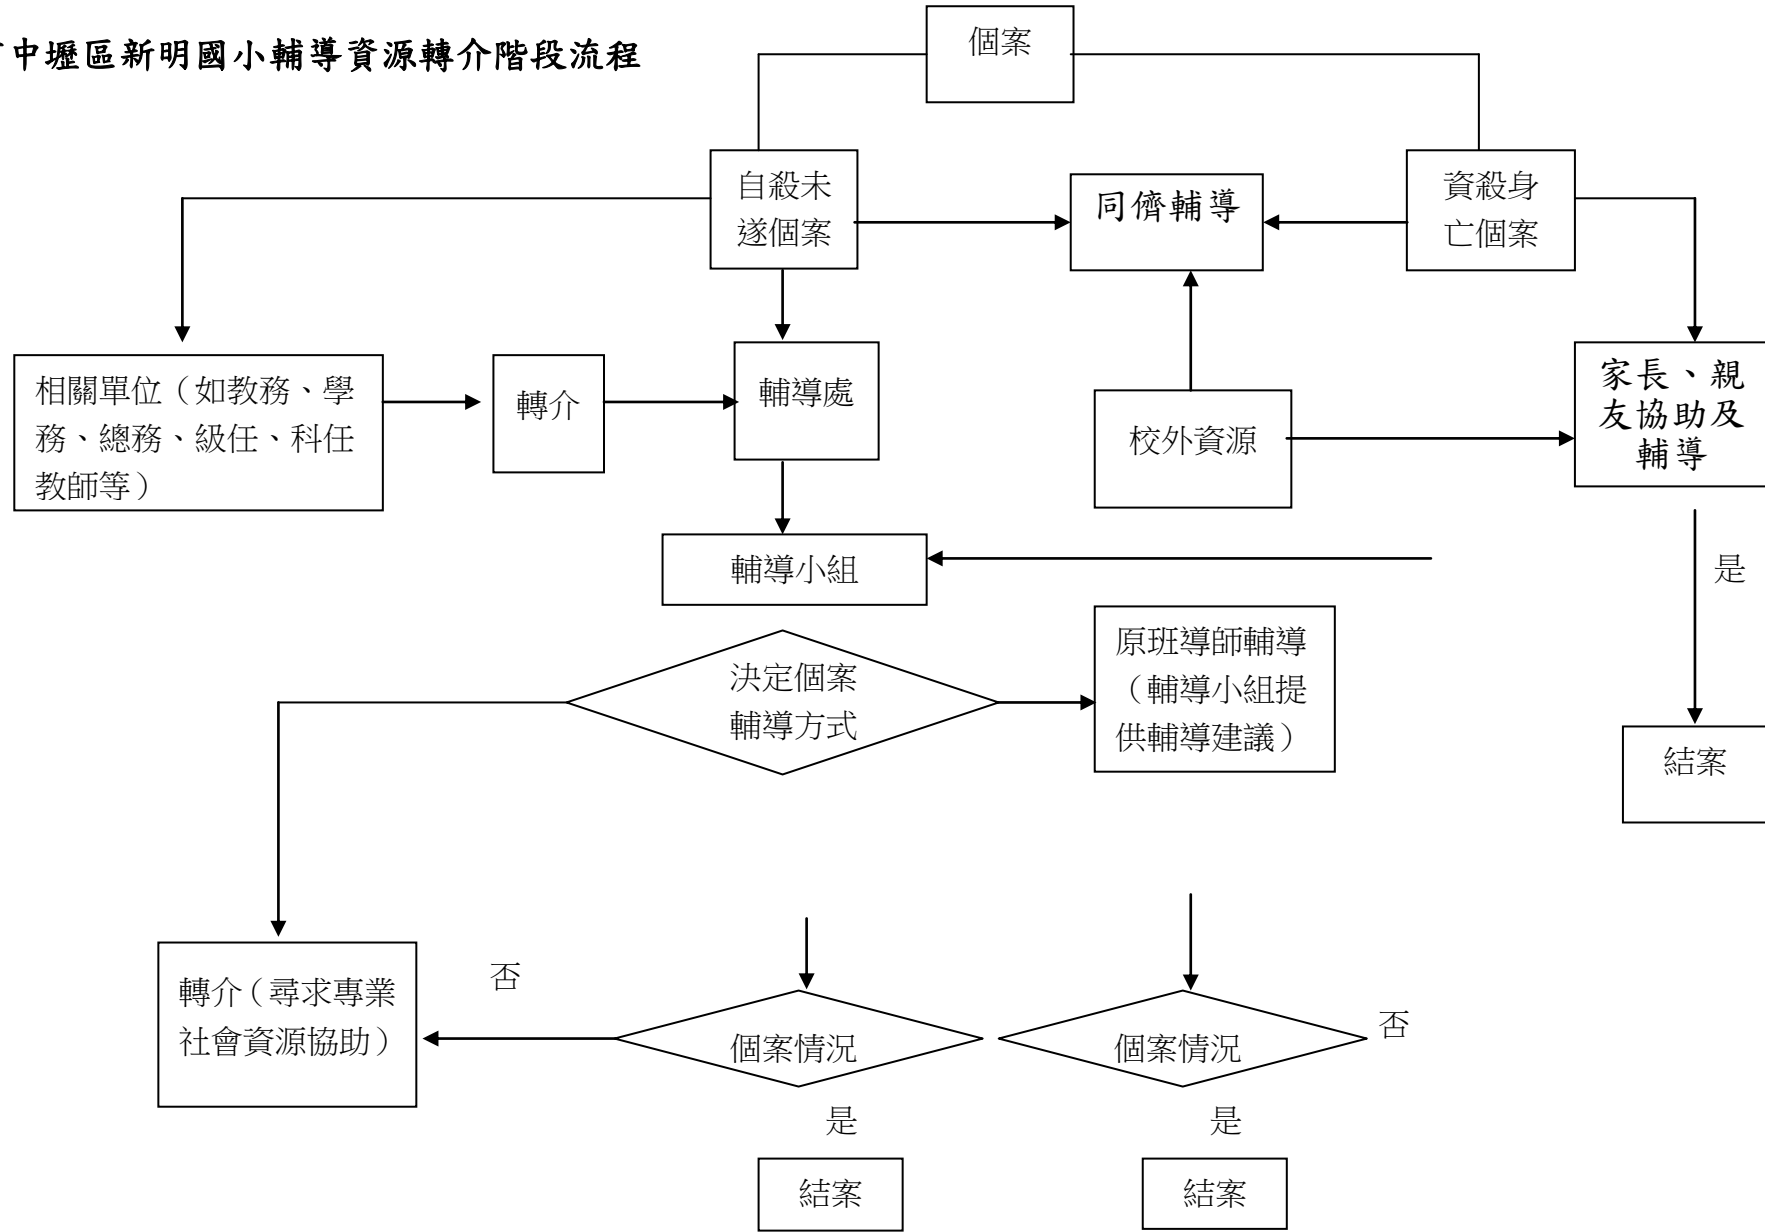 中壢區新明國小輔導資源轉介階段流程
個案
自殺未
遂個案
同儕輔導
資殺身
亡個案
相關單位（如教務、學
務、總務、級任、科任
教師等）
轉介
輔導處
校外資源
家長、親
友協助及
輔導
輔導小組
是
決定個案
輔導方式
原班導師輔導
（輔導小組提
供輔導建議）
結案
轉介（尋求專業
社會資源協助）
否
個案情況
個案情況
否
是
是
結案
結案